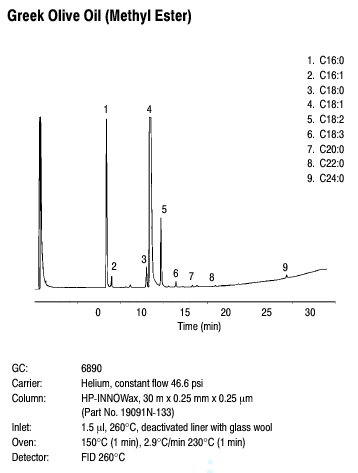 Greek Olive Oil (Methyl Ester)
1. C16:0
2. C16:1
3. C18:0
4. C18:1
5. C18:2
6. C18:3
7. C20:0
8. C22:0
9. C24:0
1
4
5
2
3
6
7
8
9
0 10 15 20 25 30
Time (min)
GC: 6890
Carrier: Helium, constant flow 46.6 psi
Column: HP-INNOWax, 30 m x 0.25 mm x 0.25 μm
(Part No. 19091N-133)
Inlet: 1.5 μl, 260°C, deactivated liner with glass wool
Oven: 150°C (1 min), 2.9°C/min 230°C (1 min)
Detector: FID 260°C